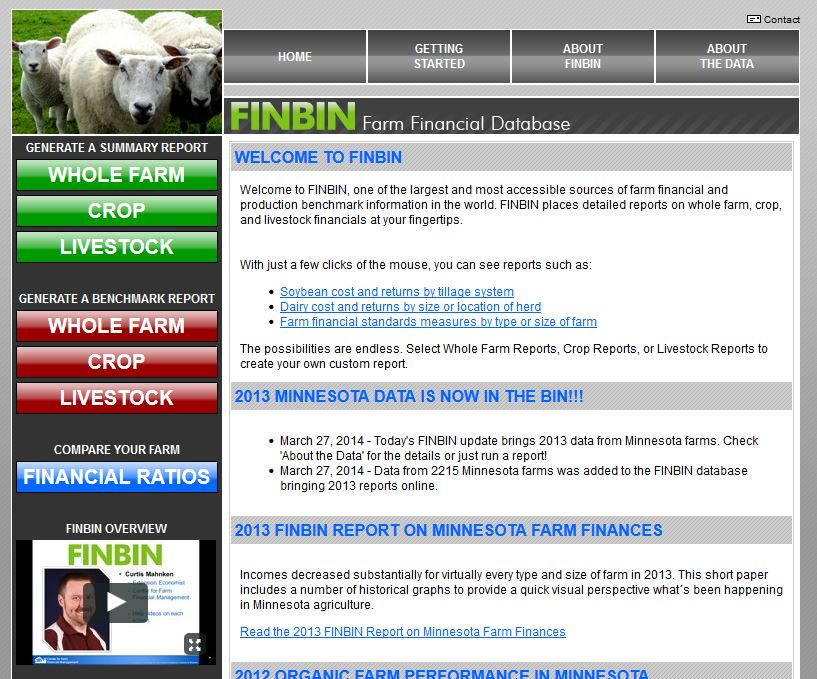 Contact
HOME
GETTING
STARTED
ABOUT
FINBIN
ABOUT
THE DATA
FINBIN Farm Financial Database
GENERATE A SUMMARY REPORT
WHOLE FARM
CROP
LIVESTOCK
GENERATE A BENCHMARK REPORT
WHOLE FARM
CROP
LIVESTOCK
COMPARE YOUR FARM
FINANCIAL RATIOS
FINBIN OVERVIEW
FINBIN
• Curtis Mahnken
Extension Economist
Center for Farm
Financial Management
WELCOME TO FINBIN
Welcome to FINBIN, one of the largest and most accessible sources of farm financial and
production benchmark information in the world. FINBIN places detailed reports on whole farm, crop,
and livestock financials at your fingertips.
With just a few clicks of the mouse, you can see reports such as:
• Soybean cost and returns by tillage system
• Dairy cost and returns by size or location of herd
• Farm financial standards measures by type or size of farm
The possibilities are endless. Select Whole Farm Reports, Crop Reports, or Livestock Reports to
create your own custom report.
2013 MINNESOTA DATA IS NOW IN THE BIN!!!
• March 27, 2014 - Today's FINBIN update brings 2013 data from Minnesota farms. Check
'About the Data' for the details or just run a report!
• March 27, 2014 - Data from 2215 Minnesota farms was added to the FINBIN database
bringing 2013 reports online.
2013 FINBIN REPORT ON MINNESOTA FARM FINANCES
Incomes decreased substantially for virtually every type and size of farm in 2013. This short paper
includes a number of historical graphs to provide a quick visual perspective what´s been happening
in Minnesota agriculture.
Read the 2013 FINBIN Report on Minnesota Farm Finances
2012 ORGANIC FARM PERFORMANCE IN MINNESOTA